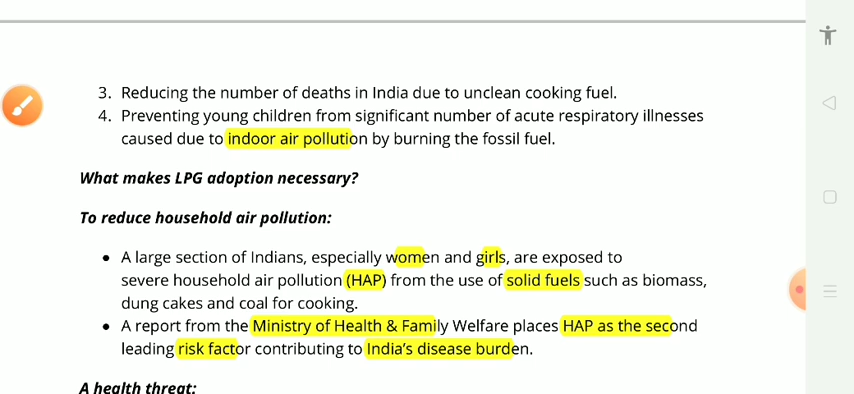 3. Reducing the number of deaths in India due to unclean cooking fuel.
4. Preventing young children from significant number of acute respiratory illnesses
caused due to indoor air pollution by burning the fossil fuel.
What makes LPG adoption necessary?
To reduce household air pollution:
• A large section of Indians, especially women and girls, are exposed to
severe household air pollution (HAP) from the use of solid fuels such as biomass,
dung cakes and coal for cooking.
• A report from the Ministry of Health & Family Welfare places HAP as the second
leading risk factor contributing to India's disease burden.
A health threat: